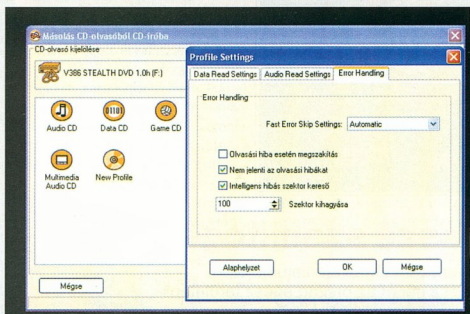 Másolás CD-olvasóból CD-íróba
CD-olvasó kijelölése
V386 STEALTH DVD 1.0h (F:)
Audio CD
Data CD
Game CD
Multimedia
Audio CD
New Profile
Mégse
Profile Settings
Data Read Settings
Audio Read Settings
Error Handling
Error Handling
Fast Error Skip Settings:
Automatic
Olvasási hiba esetén megszakítás
Nem jelenti az olvasási hibákat
Intelligens hibás szektor kereső
100
Szektor kihagyása
Alaphelyzet
OK
Mégse